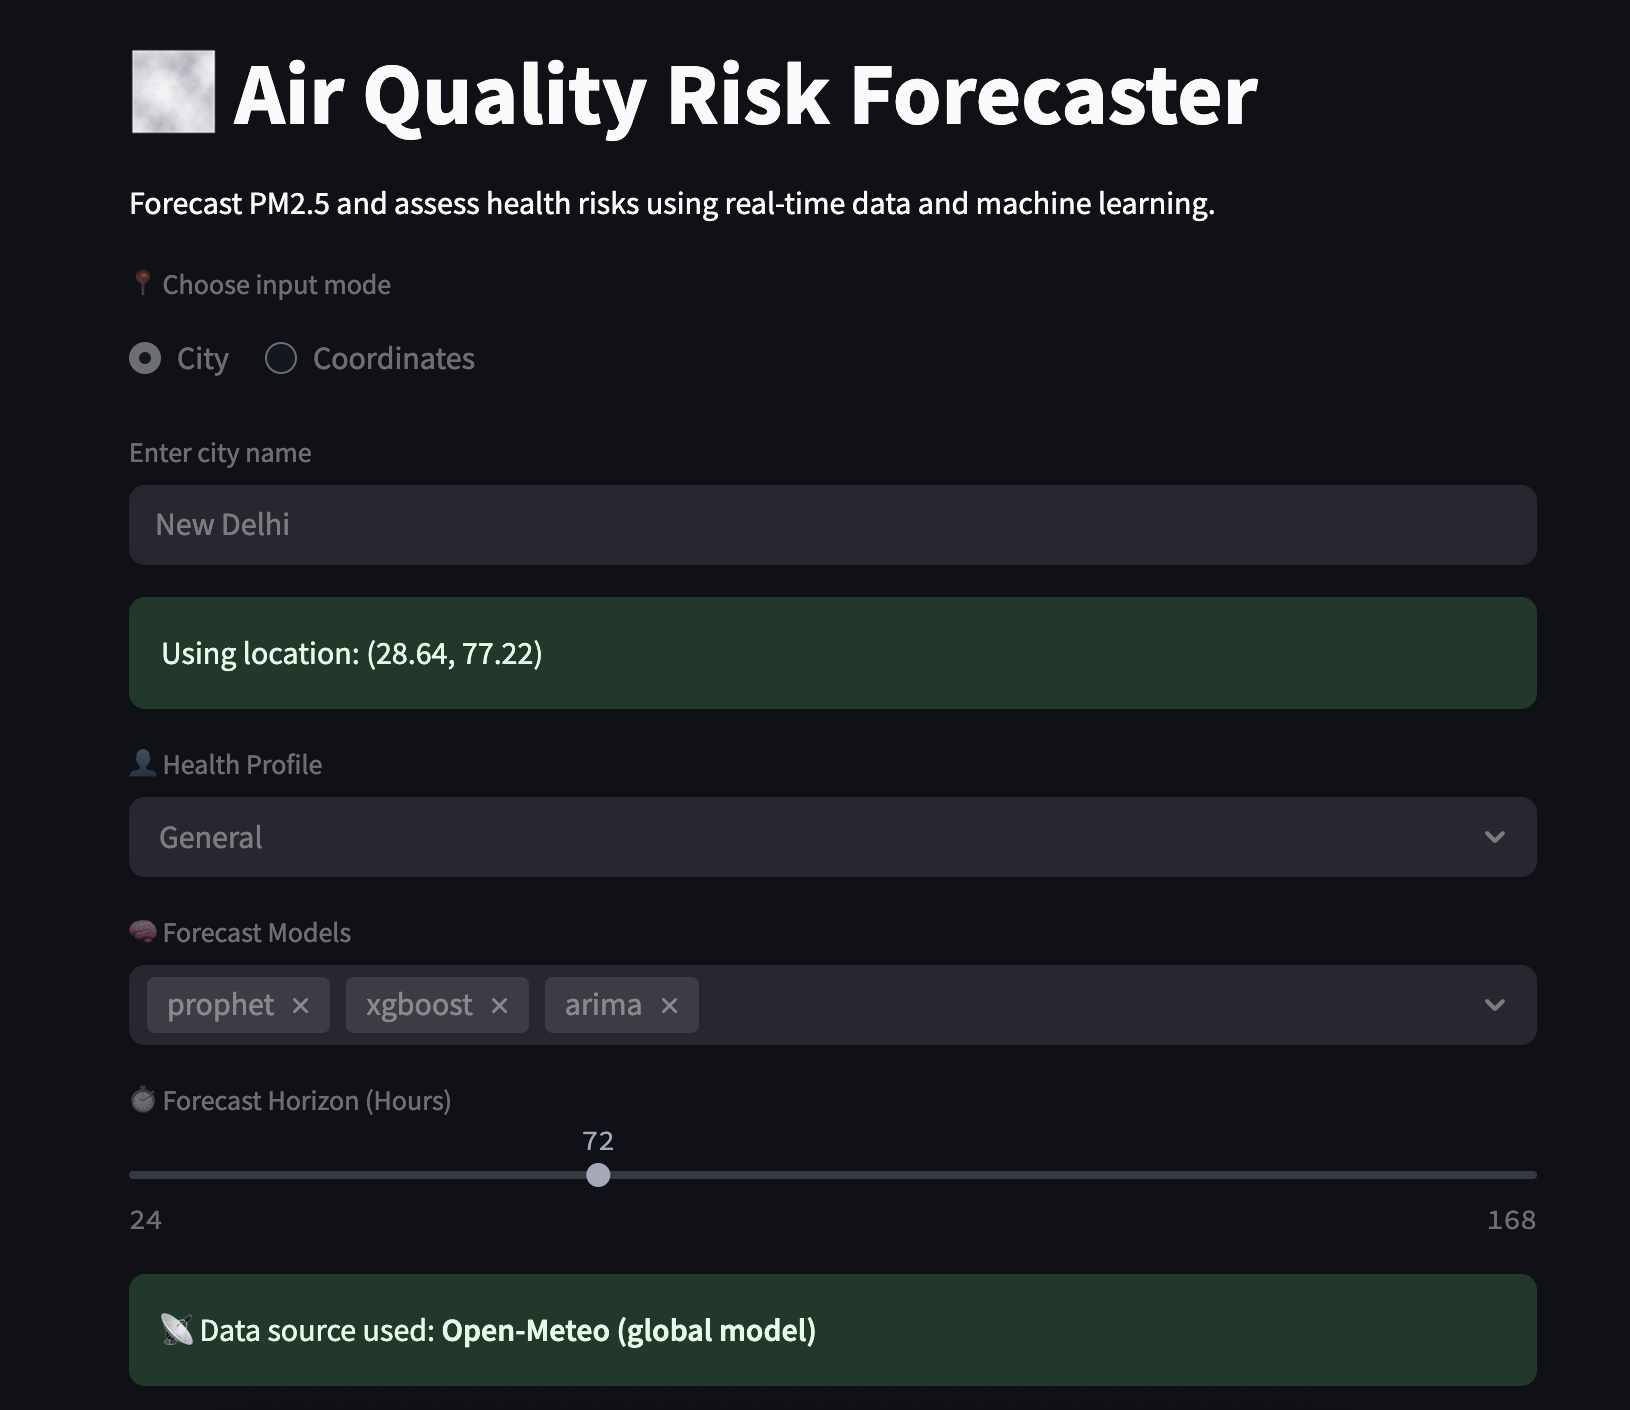 Air Quality Risk Forecaster
Forecast PM2.5 and assess health risks using real-time data and machine learning.
Choose input mode
City Coordinates
Enter city name
New Delhi
Using location: (28.64, 77.22)
Health Profile
General
Forecast Models
prophet × xgboost × arima ×
Forecast Horizon (Hours)
72
24 168
Data source used: Open-Meteo (global model)